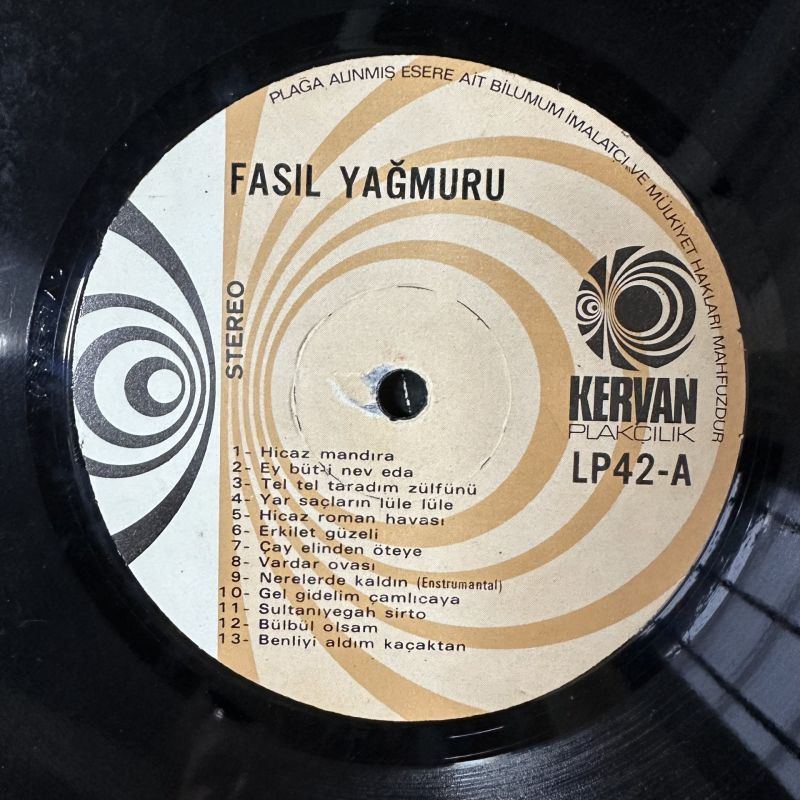 PLAĞA ALINMIŞ ESERE AİT BİLUMUM İMALATÇI VE MÜLKİYET HAKLARI MAHFUZDUR
FASIL YAĞMURU
STEREO
KERVAN
PLAKÇILIK
LP42-A
1- Hicaz mandıra
2- Ey büt-i nev eda
3- Tel tel taradım zülfünü
4- Yar saçların lüle lüle
5- Hicaz roman havası
6- Erkilet güzeli
7- Çay elinden öteye
8- Vardar ovası
9- Nerelerde kaldın (Enstrumantal)
10- Gel gidelim çamlıcaya
11- Sultanıyegah sirto
12- Bülbül olsam
13- Benliyi aldım kaçaktan